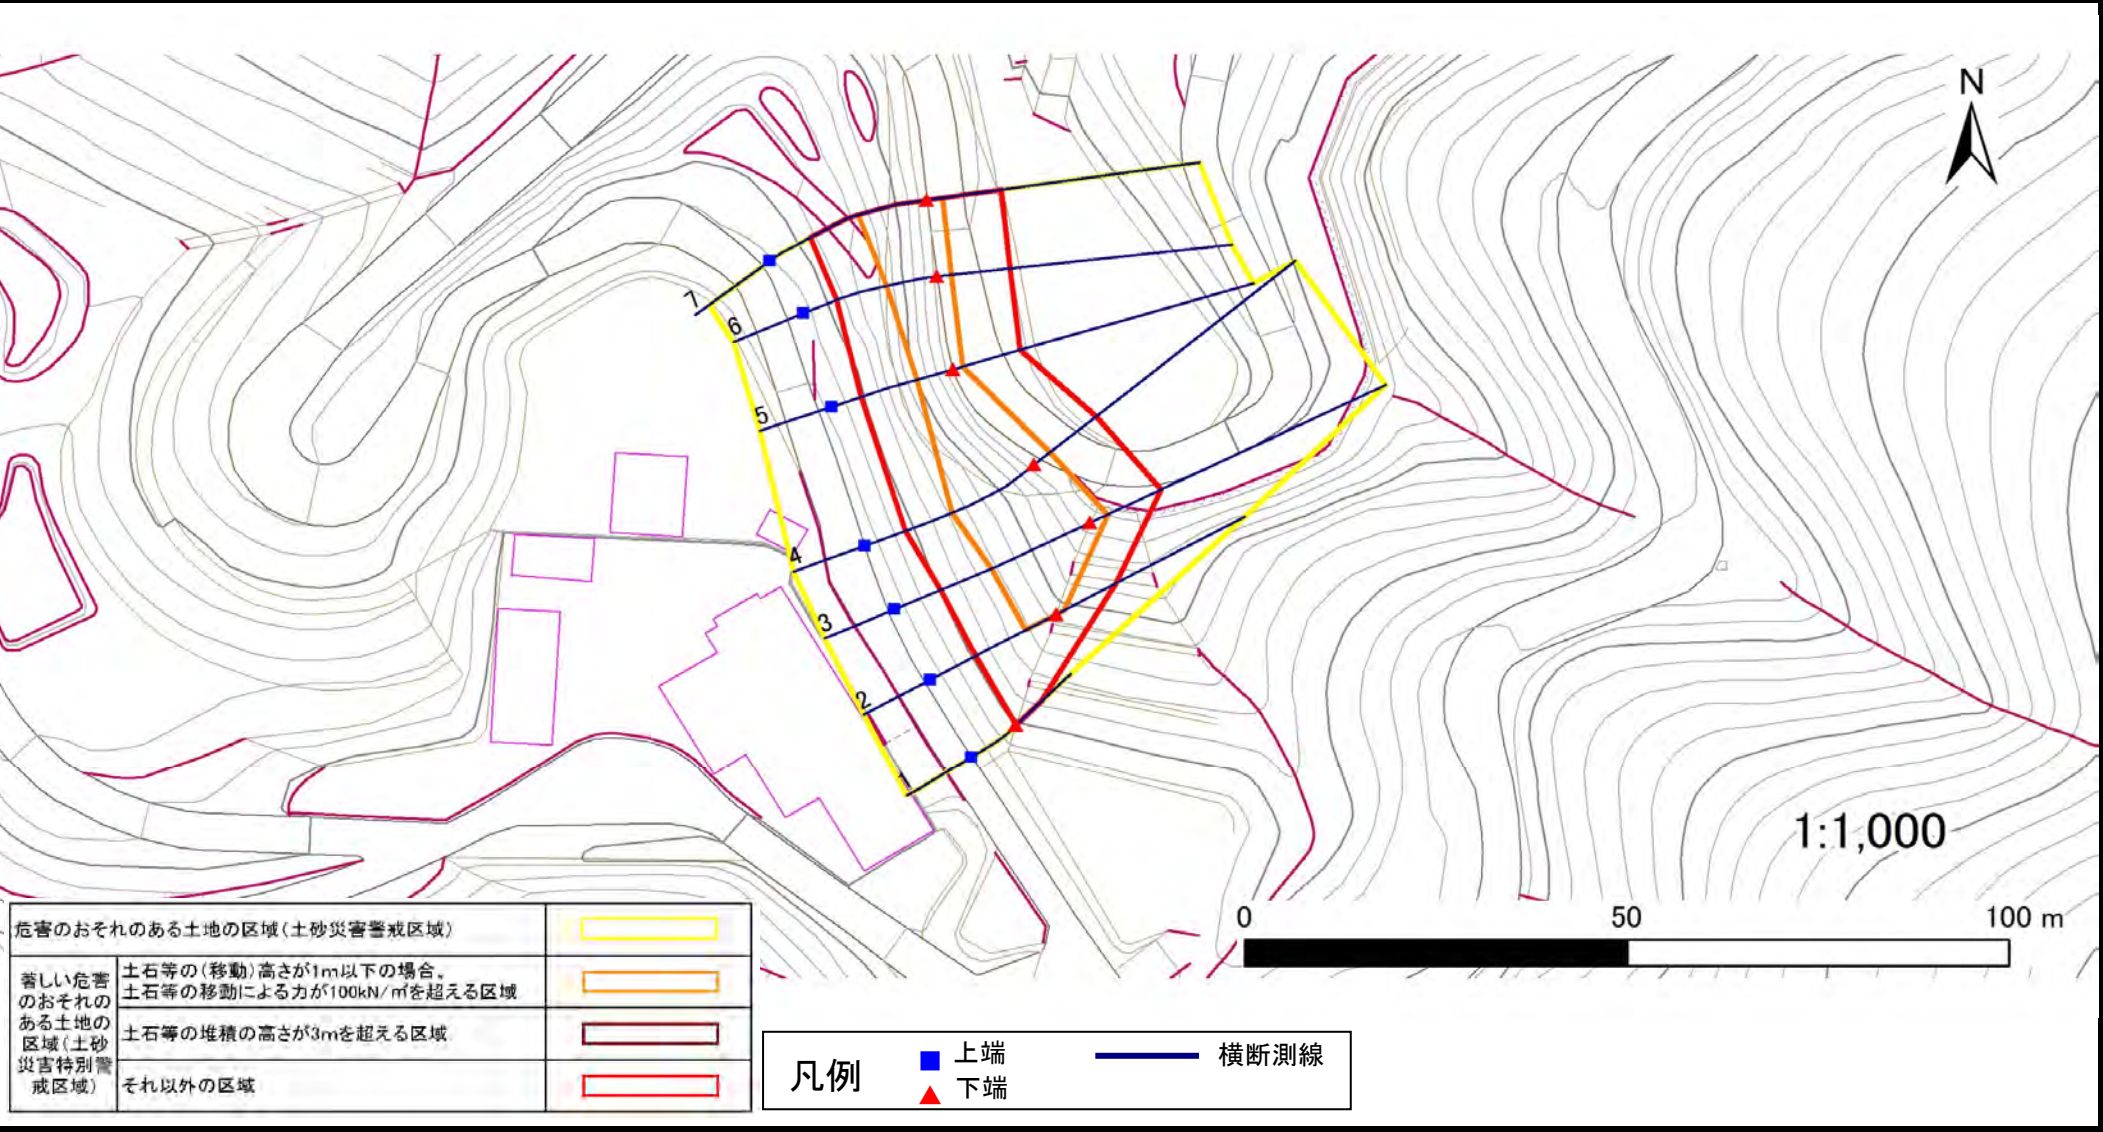 N
7
6
5
4
3
2
1
1:1,000
0 50 100 m
危害のおそれのある土地の区域(土砂災害警戒区域)
著しい危害
のおそれの
ある土地の
区域(土砂
災害特別警
戒区域)
土石等の(移動)高さが1m以下の場合、
土石等の移動による力が100kN/㎡を超える区域
土石等の堆積の高さが3mを超える区域
それ以外の区域
凡例
上端
下端
横断測線